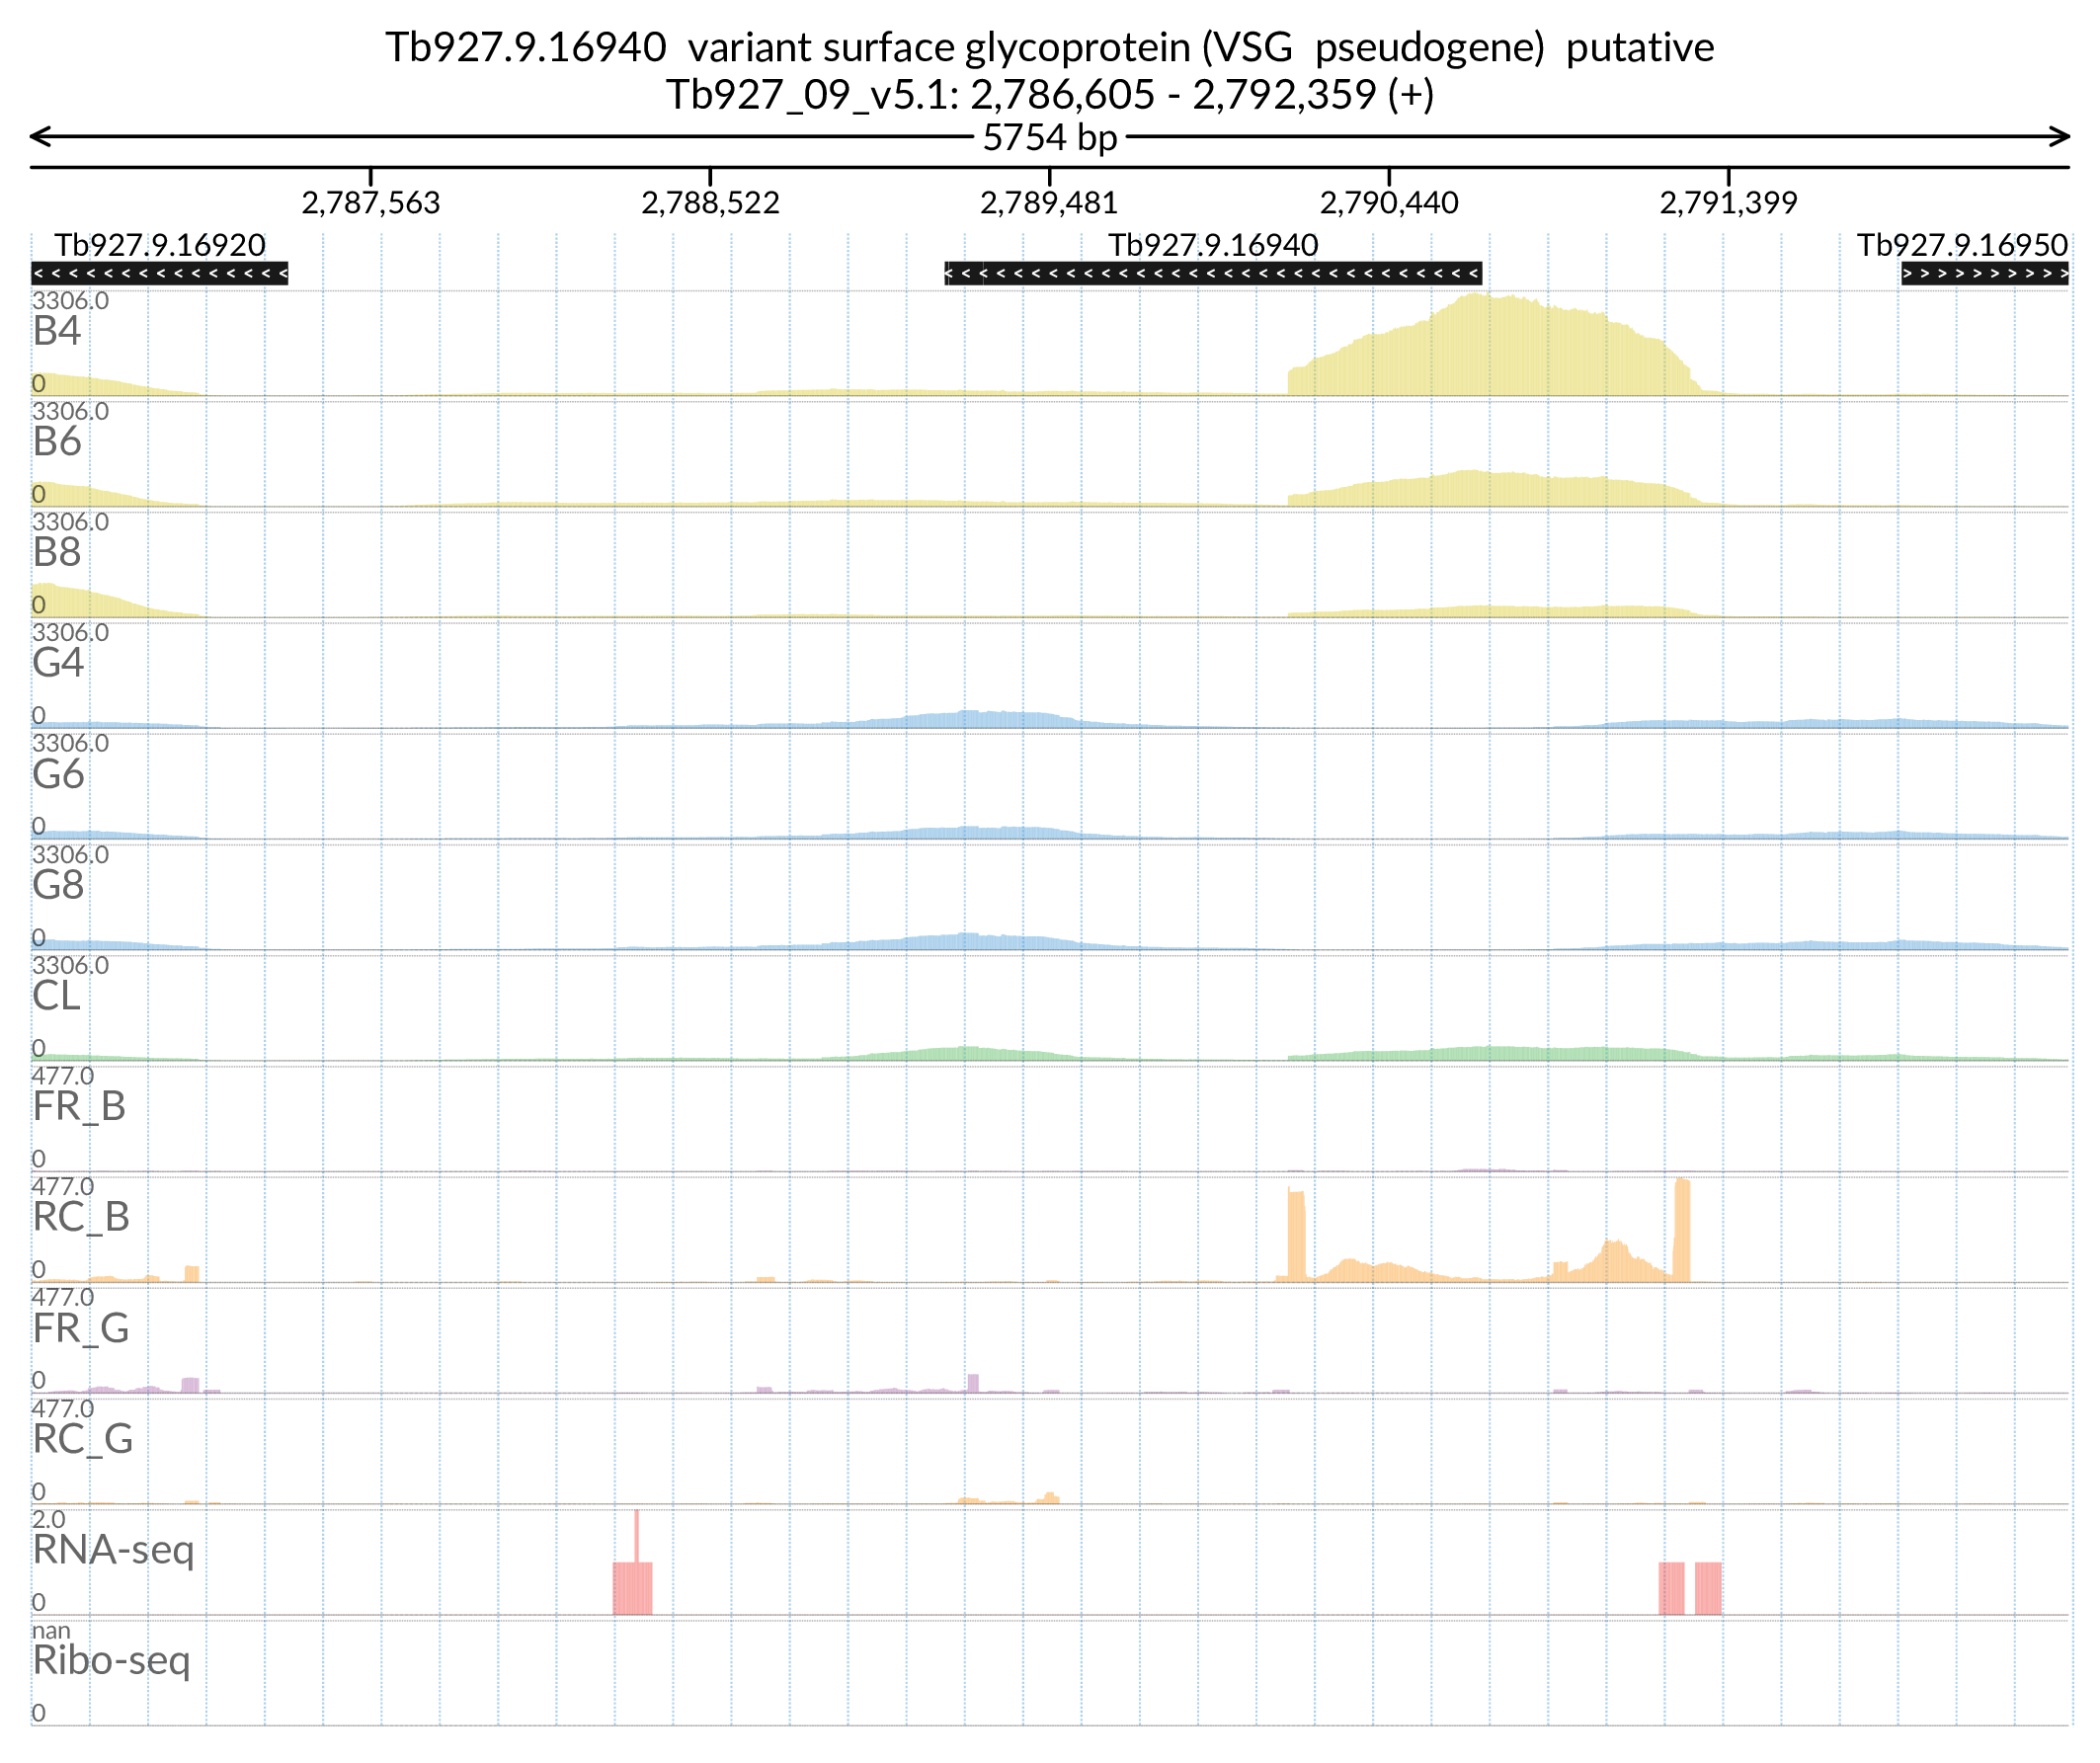 Tb927.9.16940  variant surface glycoprotein (VSG  pseudogene)  putative
Tb927_09_v5.1: 2,786,605 - 2,792,359 (+)
5754 bp
2,787,563 2,788,522 2,789,481 2,790,440 2,791,399
Tb927.9.16920 Tb927.9.16940 Tb927.9.16950
3306.0
B4
0
3306.0
B6
0
3306.0
B8
0
3306.0
G4
0
3306.0
G6
0
3306.0
G8
0
3306.0
CL
0
477.0
FR_B
0
477.0
RC_B
0
477.0
FR_G
0
477.0
RC_G
0
2.0
RNA-seq
0
nan
Ribo-seq
0